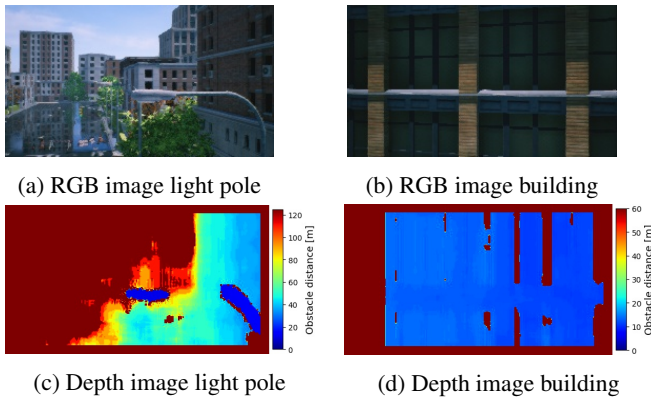 (a) RGB image light pole
(b) RGB image building
120
100
80
60
40
20
0
Obstacle distance [m]
60
50
40
30
20
10
0
Obstacle distance [m]
(c) Depth image light pole
(d) Depth image building